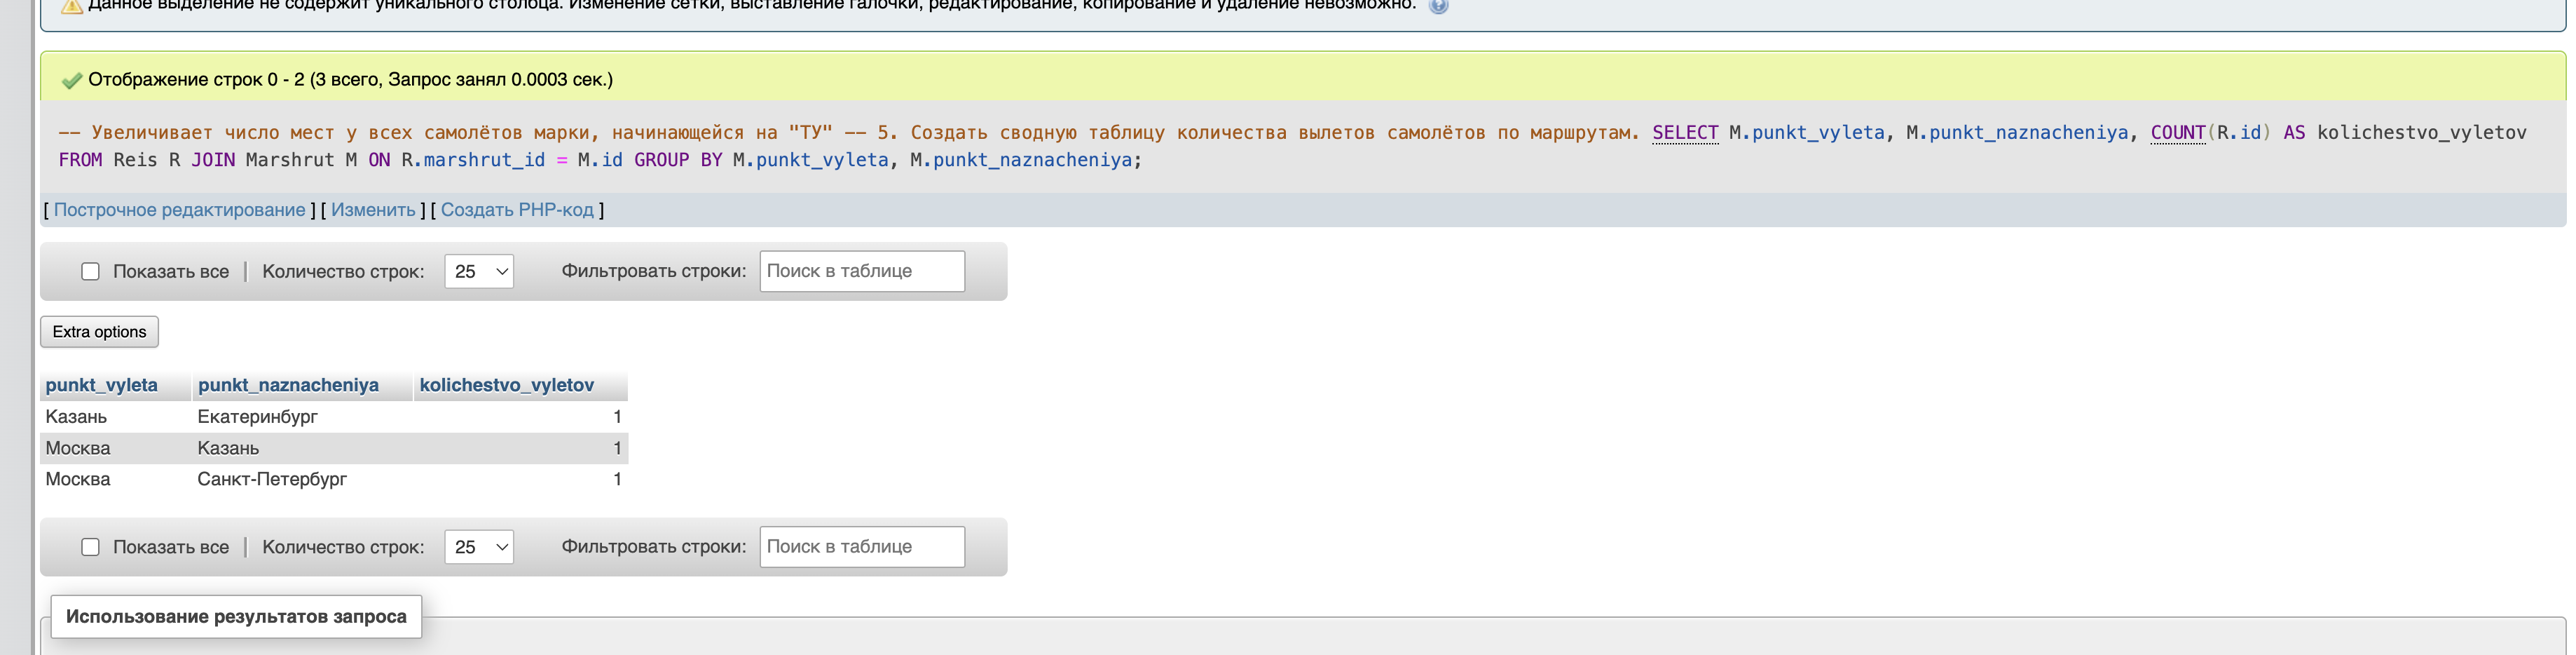 Данное выделение не содержит уникального столбца. Изменение сетки, выставление галочки, редактирование, копирование и удаление невозможно.
Отображение строк 0 - 2 (3 всего, Запрос занял 0.0003 сек.)
-- Увеличивает число мест у всех самолётов марки, начинающейся на "ТУ" -- 5. Создать сводную таблицу количества вылетов самолётов по маршрутам. SELECT M.punkt_vyleta, M.punkt_naznacheniya, COUNT(R.id) AS kolichestvo_vyletov
FROM Reis R JOIN Marshrut M ON R.marshrut_id = M.id GROUP BY M.punkt_vyleta, M.punkt_naznacheniya;
[ Построчное редактирование ] [ Изменить ] [ Создать PHP-код ]
Показать все | Количество строк: 25 Фильтровать строки: Поиск в таблице
Extra options
punkt_vyleta punkt_naznacheniya kolichestvo_vyletov
Казань Екатеринбург 1
Москва Казань 1
Москва Санкт-Петербург 1
Показать все | Количество строк: 25 Фильтровать строки: Поиск в таблице
Использование результатов запроса